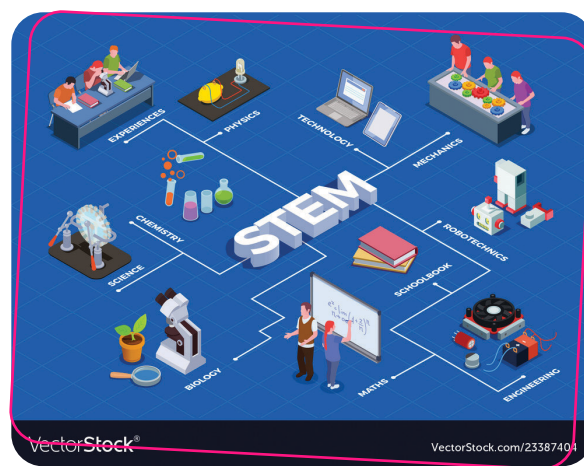 EXPERIENCES
PHYSICS
TECHNOLOGY
MECHANICS
CHEMISTRY
STEM
ROBOTECHNICS
SCIENCE
SCHOOLBOOK
BIOLOGY
MATHS
ENGINEERING
VectorStock®
VectorStock.com/23387404